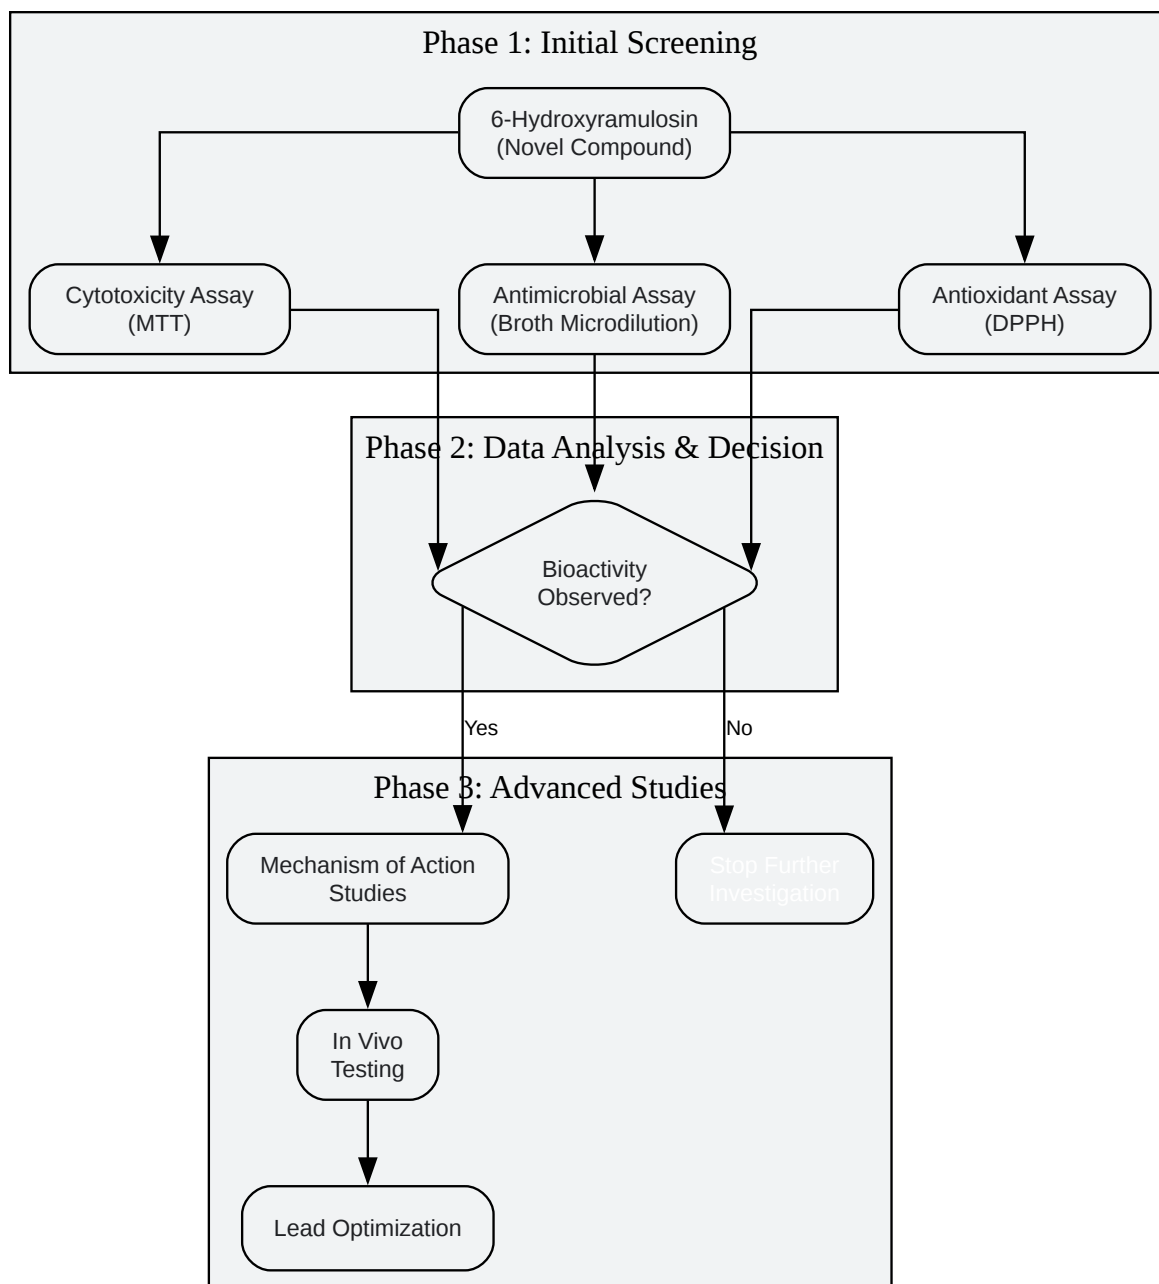 Phase 1: Initial Screening
6-Hydroxyramulosin
(Novel Compound)
Cytotoxicity Assay
(MTT)
Antimicrobial Assay
(Broth Microdilution)
Antioxidant Assay
(DPPH)
Phase 2: Data Analysis & Decision
Bioactivity
Observed?
Yes
No
Phase 3: Advanced Studies
Mechanism of Action
Studies
Stop Further
Investigation
In Vivo
Testing
Lead Optimization